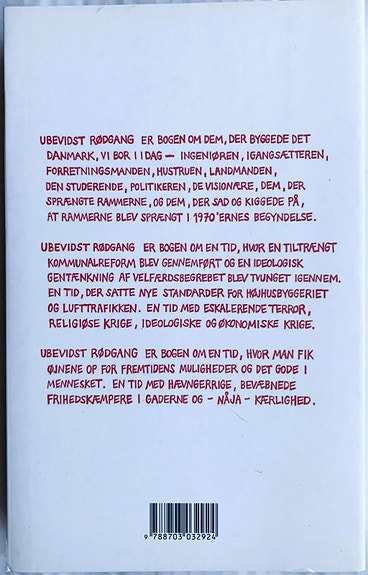 UBEVIDST RØDGANG ER BOGEN OM DEM, DER BYGGEDE DET
DANMARK, VI BOR I IDAG – INGENIØREN, IGANGSÆTTEREN,
FORRETNINGSMANDEN, HUSTRUEN, LANDMANDEN,
DEN STUDERENDE, POLITIKEREN, DE VISIONÆRE, DEM, DER
SPRÆNGTE RAMMERNE, OG DEM, DER SAD OG KIGGEDE PÅ,
AT RAMMERNE BLEV SPRÆNGT I 1970'ERNES BEGYNDELSE.
UBEVIDST RØDGANG ER BOGEN OM EN TID, HVOR EN TILTRÆNGT
KOMMUNALREFORM BLEV GENNEMFØRT OG EN IDEOLOGISK
GENTÆNKNING AF VELFÆRDSBEGREBET BLEV TVUNGET IGENNEM.
EN TID, DER SATTE NYE STANDARDER FOR HØJHUSBYGGERIET
OG LUFTTRAFIKKEN. EN TID MED ESKALERENDE TERROR,
RELIGIØSE KRIGE, IDEOLOGISKE OG ØKONOMISKE KRIGE.
UBEVIDST RØDGANG ER BOGEN OM EN TID, HVOR MAN FIK
ØJNENE OP FOR FREMTIDENS MULIGHEDER OG DET GODE I
MENNESKET. EN TID MED HÆVNGERRIGE, BEVÆBNEDE
FRIHEDSKÆMPERE I GADERNE OG - NÅJA - KÆRLIGHED.
9 788703 032924